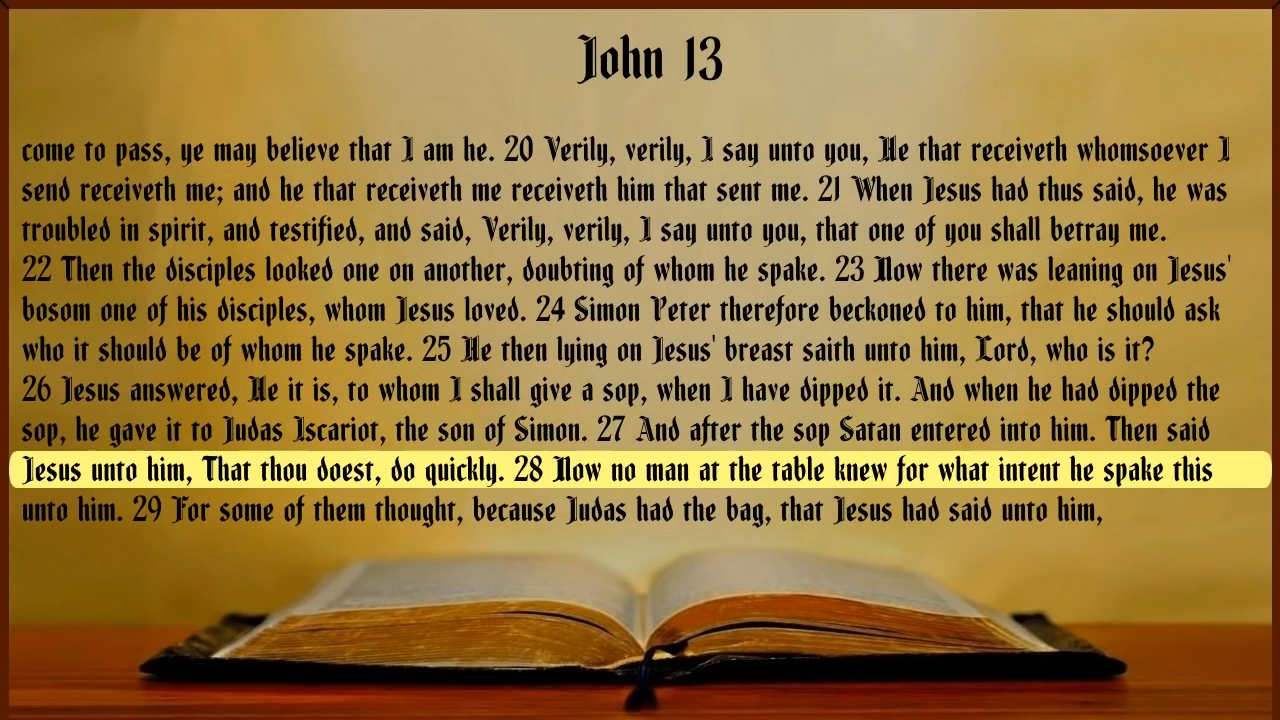 John 13
come to pass, ye may believe that I am he. 20 Verily, verily, I say unto you, He that receiveth whomsoever I
send receiveth me; and he that receiveth me receiveth him that sent me. 21 When Jesus had thus said, he was
troubled in spirit, and testified, and said, Verily, verily, I say unto you, that one of you shall betray me.
22 Then the disciples looked one on another, doubting of whom he spake. 23 Now there was leaning on Jesus'
bosom one of his disciples, whom Jesus loved. 24 Simon Peter therefore beckoned to him, that he should ask
who it should be of whom he spake. 25 He then lying on Jesus' breast saith unto him, Lord, who is it?
26 Jesus answered, He it is, to whom I shall give a sop, when I have dipped it. And when he had dipped the
sop, he gave it to Judas Iscariot, the son of Simon. 27 And after the sop Satan entered into him. Then said
Jesus unto him, That thou doest, do quickly. 28 Now no man at the table knew for what intent he spake this
unto him. 29 For some of them thought, because Judas had the bag, that Jesus had said unto him,